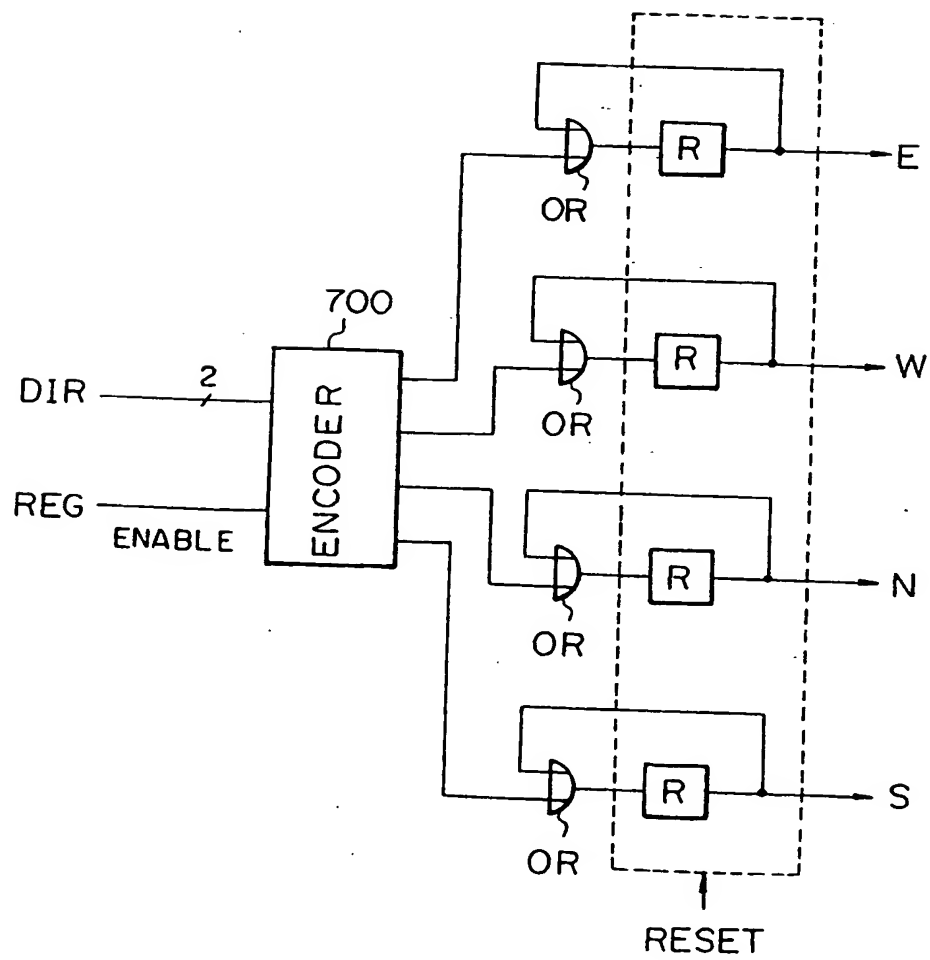 R
E
OR
700
R
W
OR
DIR
2
ENCODER
REG
ENABLE
R
N
OR
R
S
OR
RESET